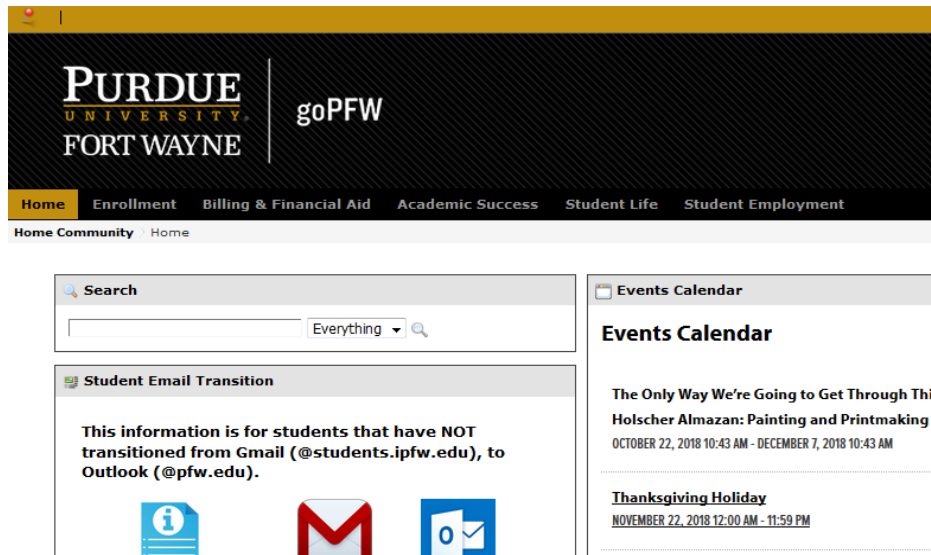 PURDUE
UNIVERSITY®
FORT WAYNE
goPFW
Home Enrollment Billing & Financial Aid Academic Success Student Life Student Employment
Home Community Home
Search
Everything
Student Email Transition
This information is for students that have NOT
transitioned from Gmail (@students.ipfw.edu), to
Outlook (@pfw.edu).
Events Calendar
Events Calendar
The Only Way We're Going to Get Through
Holscher Almazan: Painting and Printmaking
OCTOBER 22, 2018 10:43 AM - DECEMBER 7, 2018 10:43 AM
Thanksgiving Holiday
NOVEMBER 22, 2018 12:00 AM - 11:59 PM